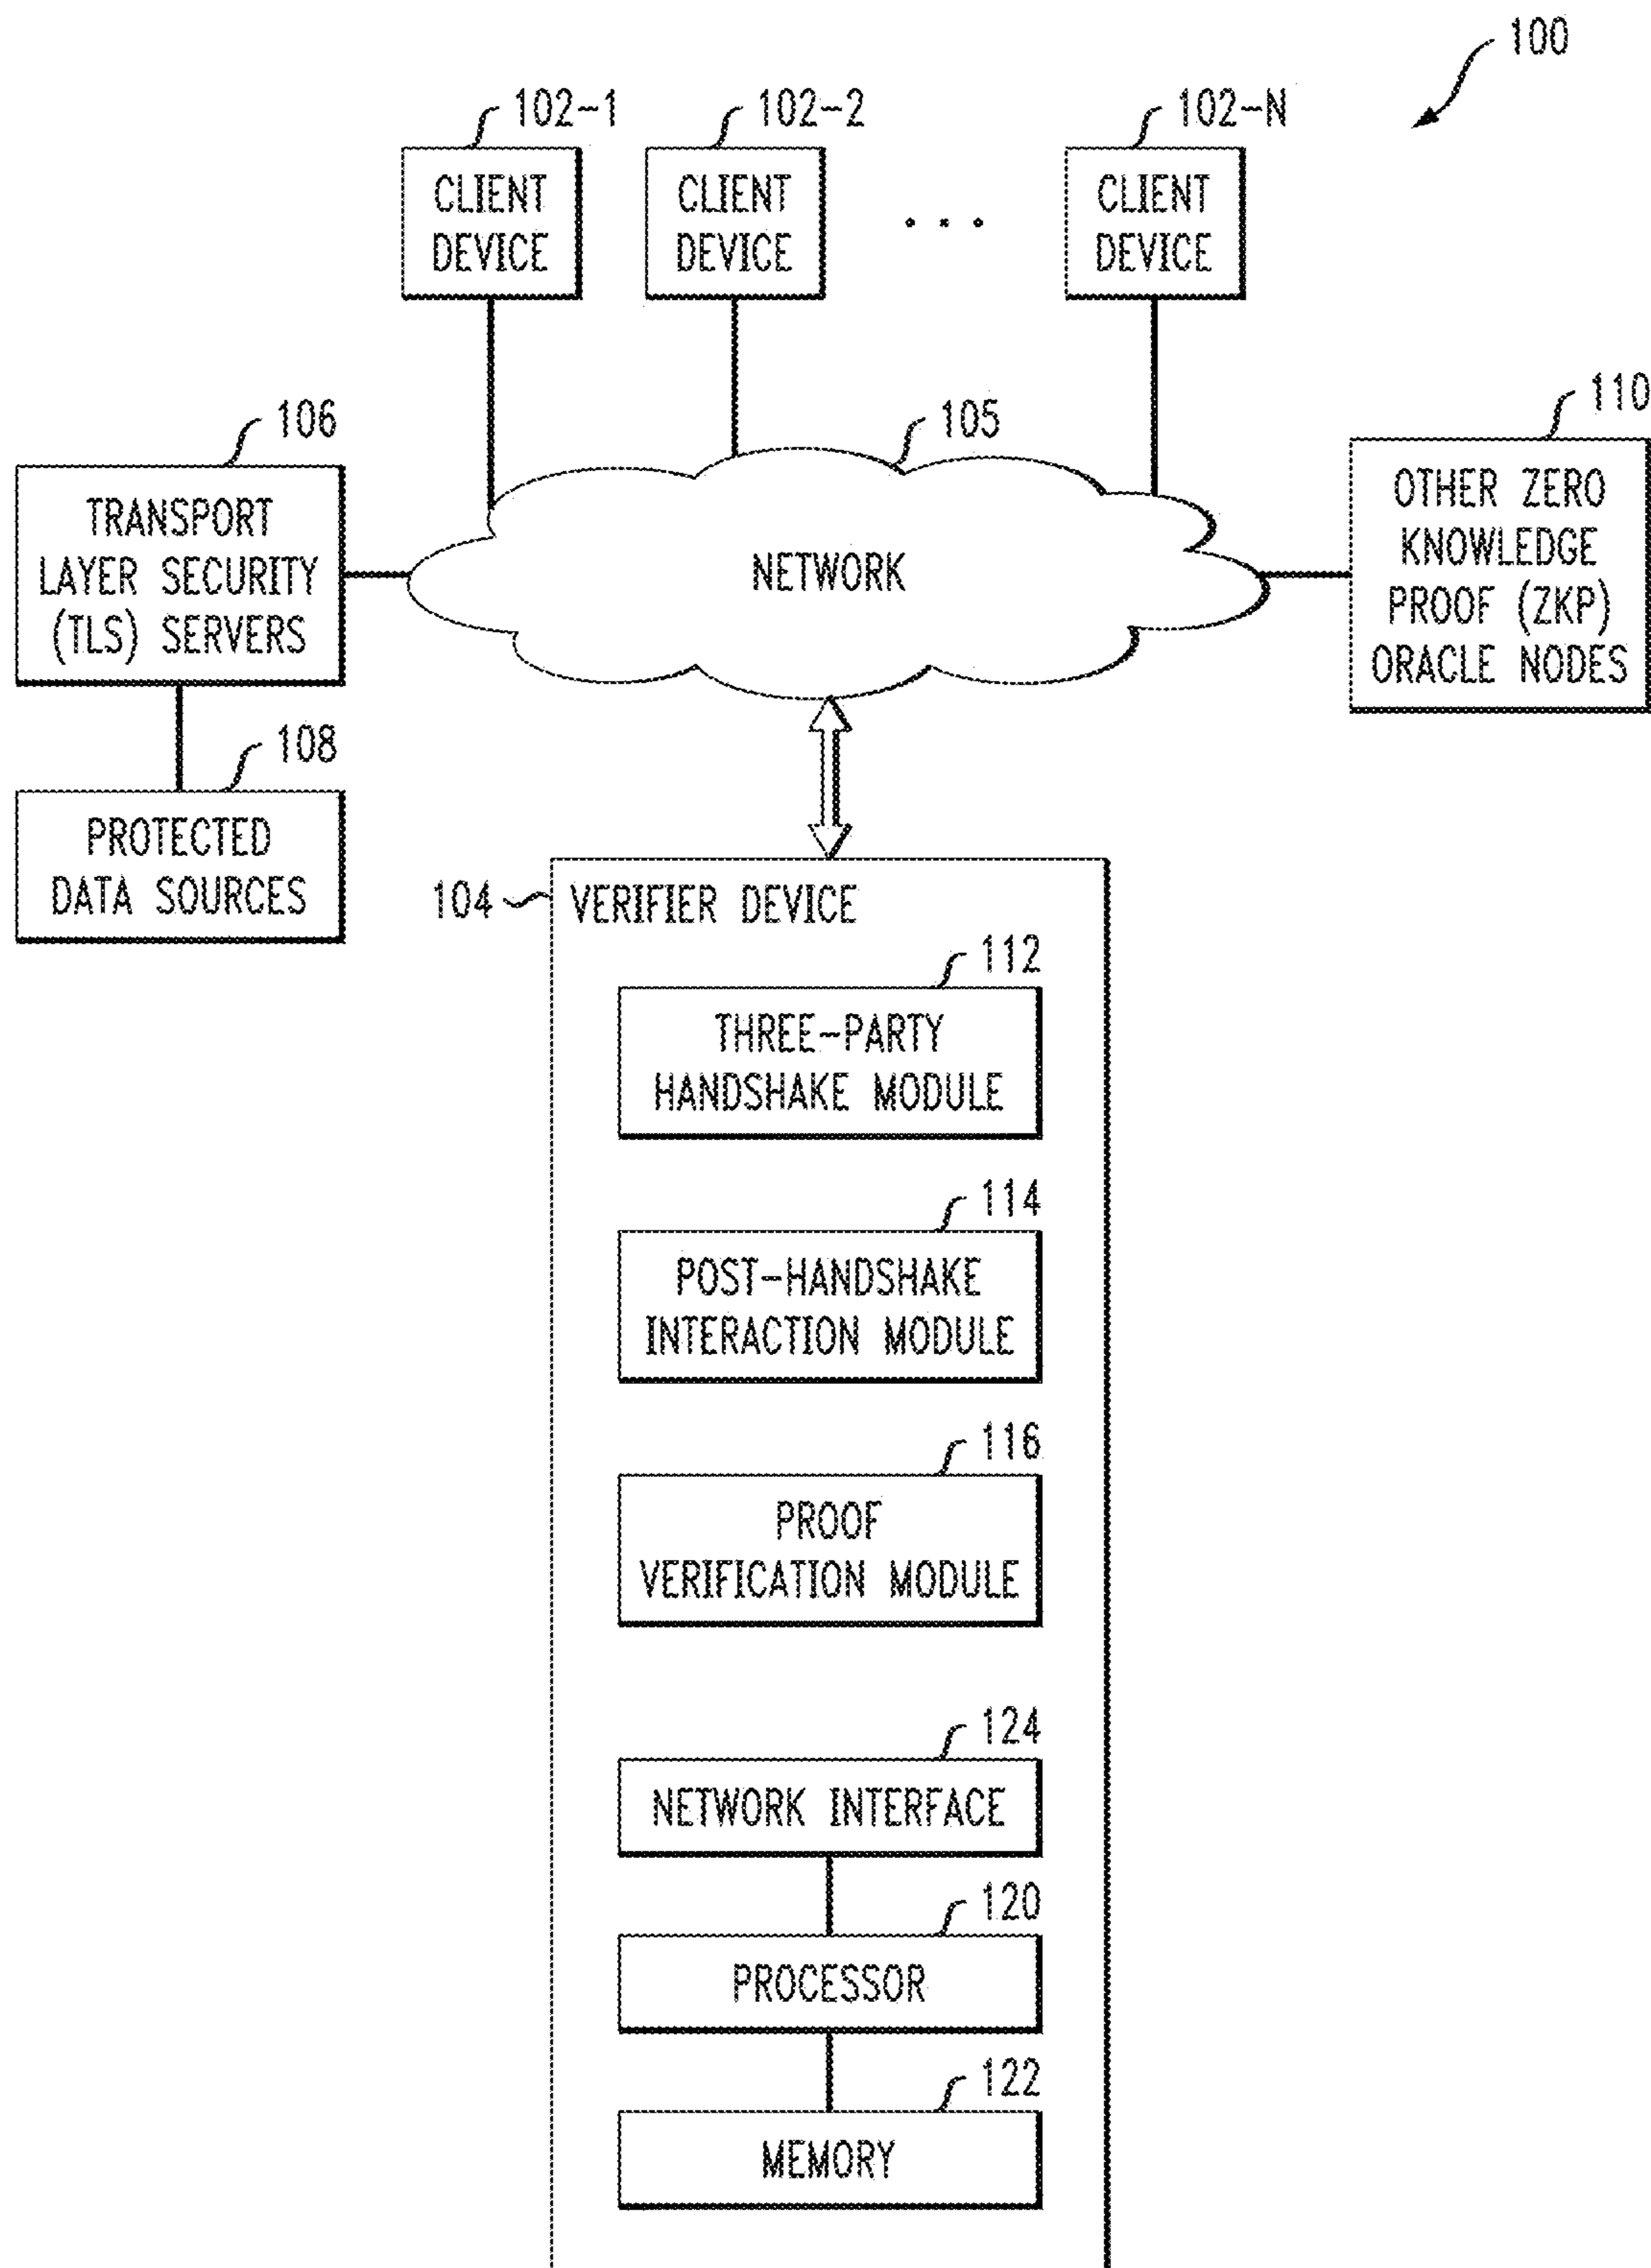 100
102-1
102-2
102-N
CLIENT
DEVICE
CLIENT
DEVICE
. . .
CLIENT
DEVICE
106
105
110
TRANSPORT
LAYER SECURITY
(TLS) SERVERS
NETWORK
OTHER ZERO
KNOWLEDGE
PROOF (ZKP)
ORACLE NODES
108
PROTECTED
DATA SOURCES
104
VERIFIER DEVICE
112
THREE-PARTY
HANDSHAKE MODULE
114
POST-HANDSHAKE
INTERACTION MODULE
116
PROOF
VERIFICATION MODULE
124
NETWORK INTERFACE
120
PROCESSOR
122
MEMORY